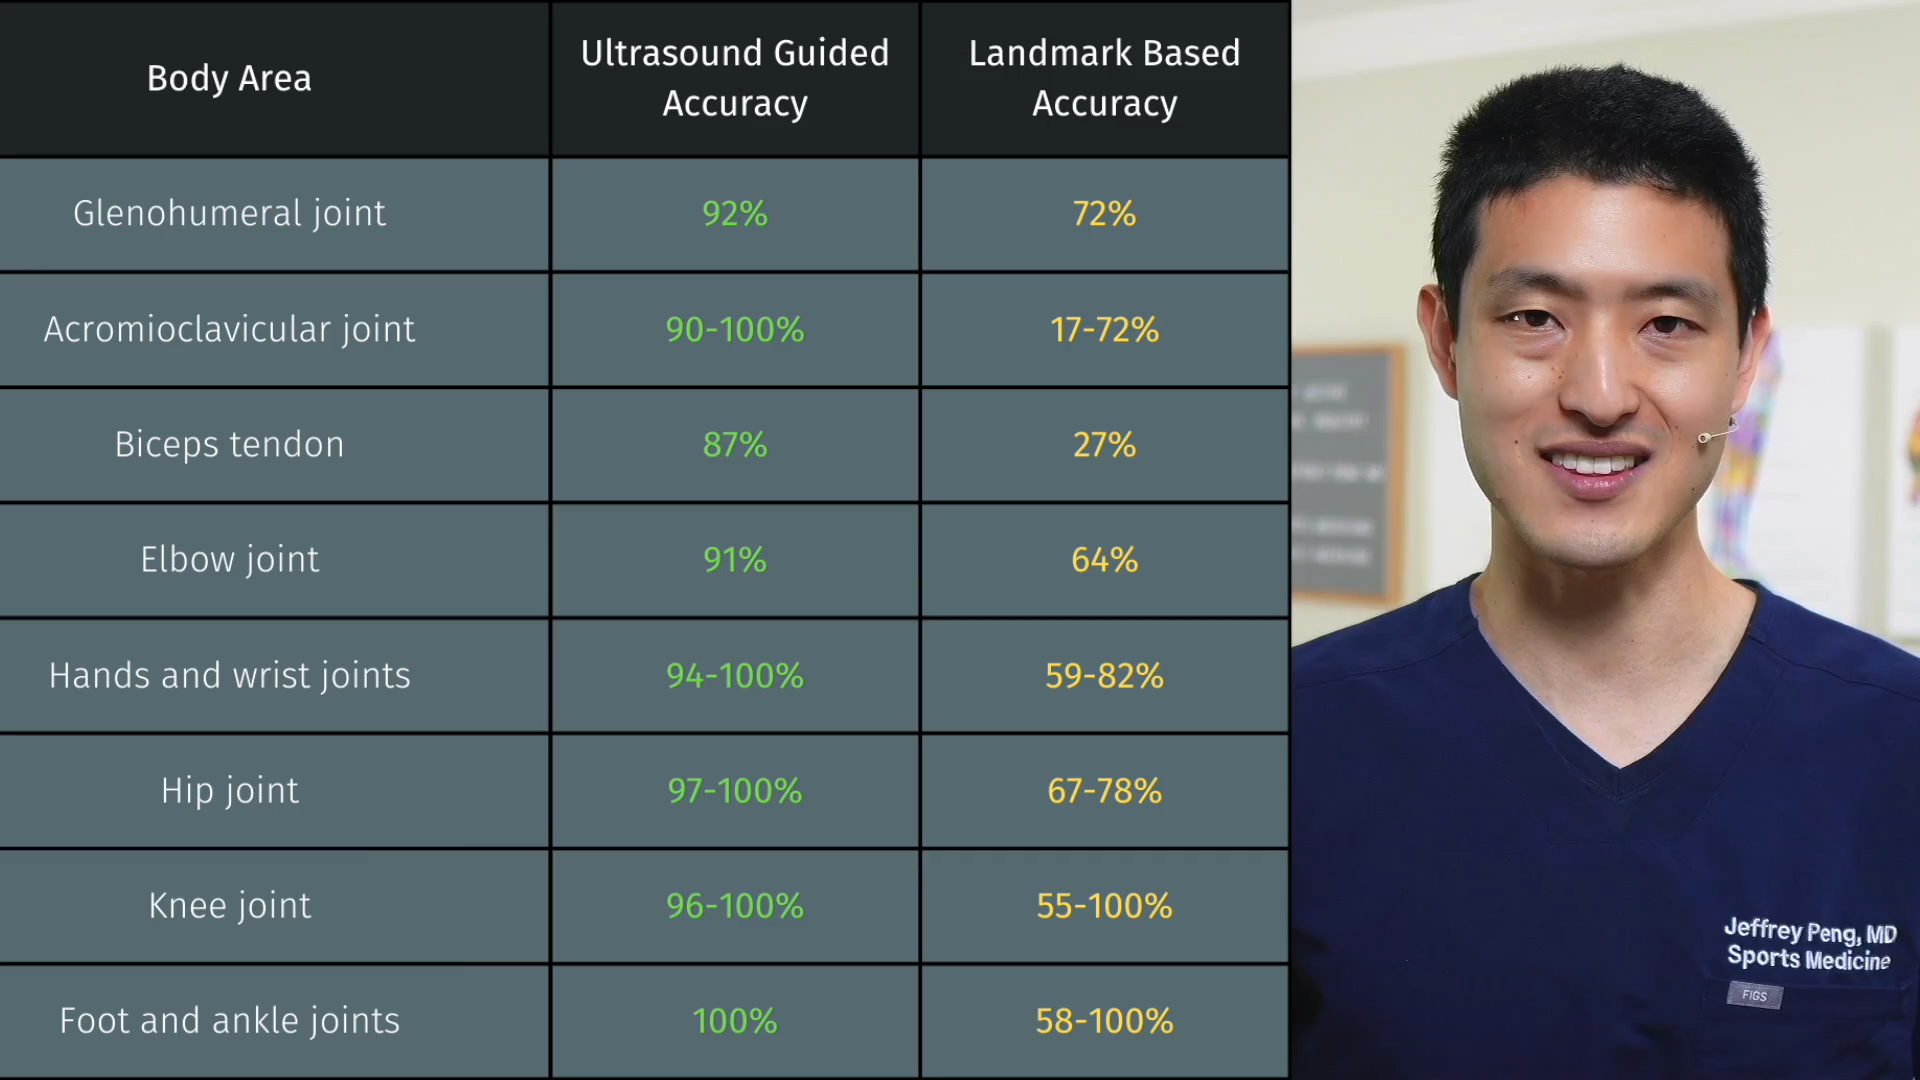 Body Area
Ultrasound Guided
Accuracy
Landmark Based
Accuracy
Glenohumeral joint 92% 72%
Acromioclavicular joint 90-100% 17-72%
Biceps tendon 87% 27%
Elbow joint 91% 64%
Hands and wrist joints 94-100% 59-82%
Hip joint 97-100% 67-78%
Knee joint 96-100% 55-100%
Foot and ankle joints 100% 58-100%
Jeffrey Peng, MD
Sports Medicine
FIGS